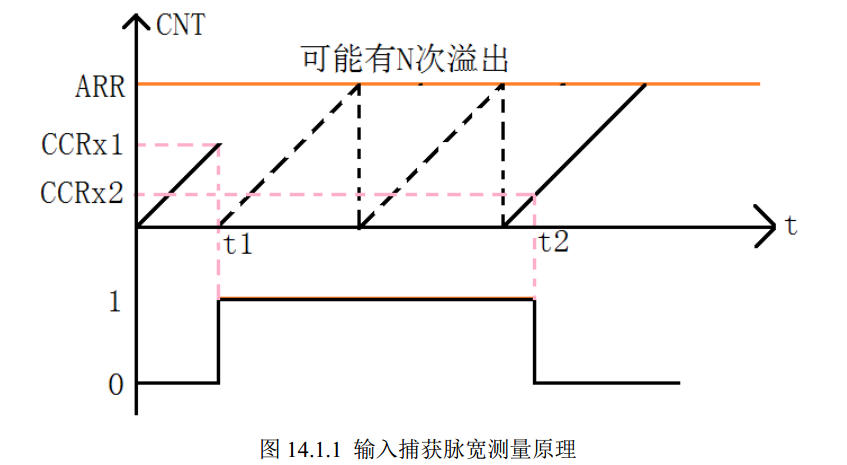 CNT
可能有N次溢出
ARR
CCRx1
CCRx2
t
t1
t2
1
0
图 14.1.1 输入捕获脉宽测量原理